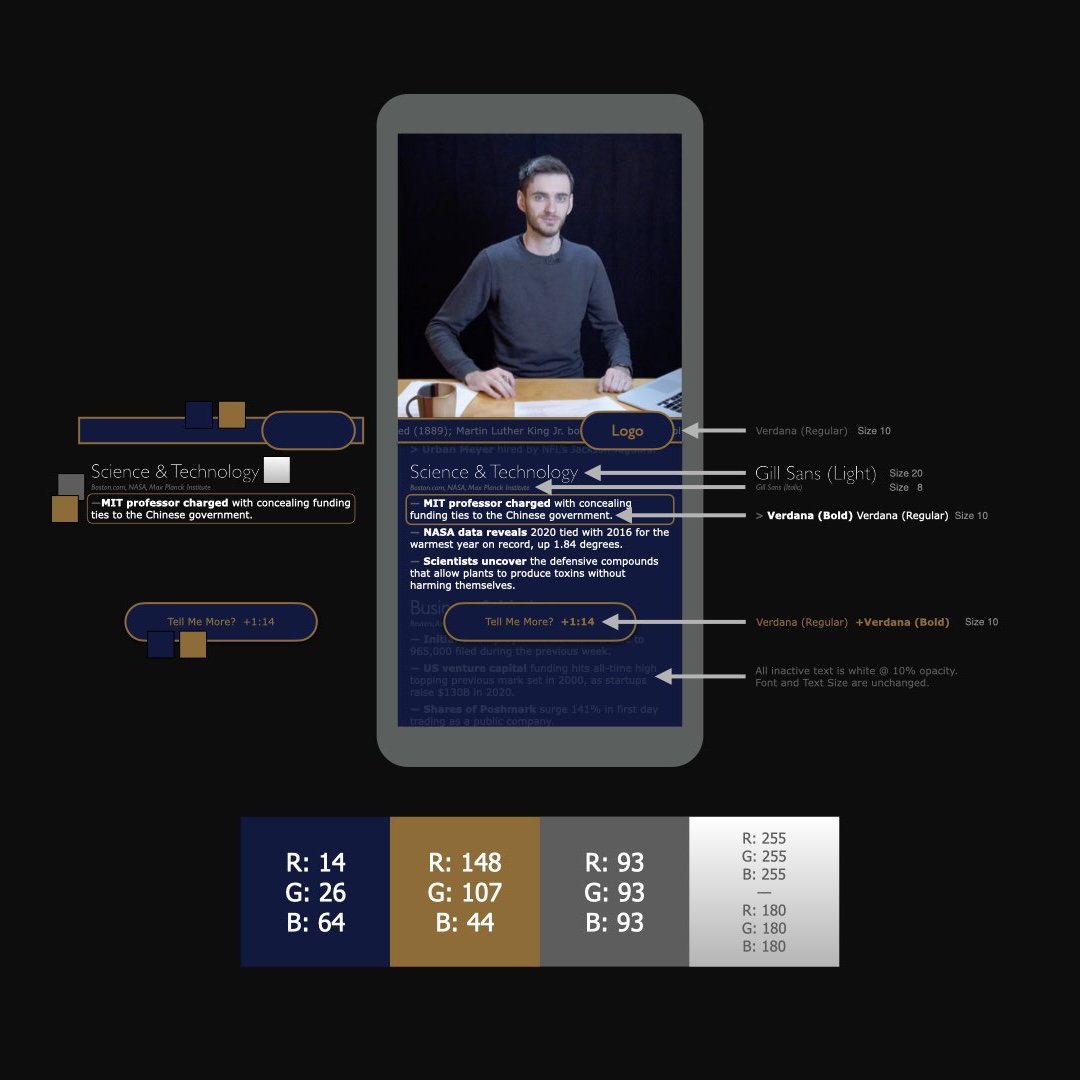 ed (1889); Martin Luther King Jr. bo
Logo
Verdana (Regular) Size 10
> Urban Meyer hired by NFL's Jackson
Science & Technology
Boston.com, NASA, Max Planck Institute
—MIT professor charged with concealing funding
ties to the Chinese government.
Science & Technology
Boston.com, NASA, Max Planck Institute
— MIT professor charged with concealing
funding ties to the Chinese government.
— NASA data reveals 2020 tied with 2016 for the
warmest year on record, up 1.84 degrees.
— Scientists uncover the defensive compounds
that allow plants to produce toxins without
harming themselves.
Gill Sans (Light) Size 20
Gill Sans (Italic) Size 8
> Verdana (Bold) Verdana (Regular) Size 10
Tell Me More? +1:14
Busin
Tell Me More? +1:14
Verdana (Regular) +Verdana (Bold) Size 10
— Initi to
965,000 filed during the previous week.
— US venture capital funding hits all-time high,
topping previous mark set in 2000, as startups
raise $130B in 2020.
— Shares of Poshmark surge 141% in first day
trading as a public company.
All inactive text is white @ 10% opacity.
Font and Text Size are unchanged.
R: 14
G: 26
B: 64
R: 148
G: 107
B: 44
R: 93
G: 93
B: 93
R: 255
G: 255
B: 255
—
R: 180
G: 180
B: 180